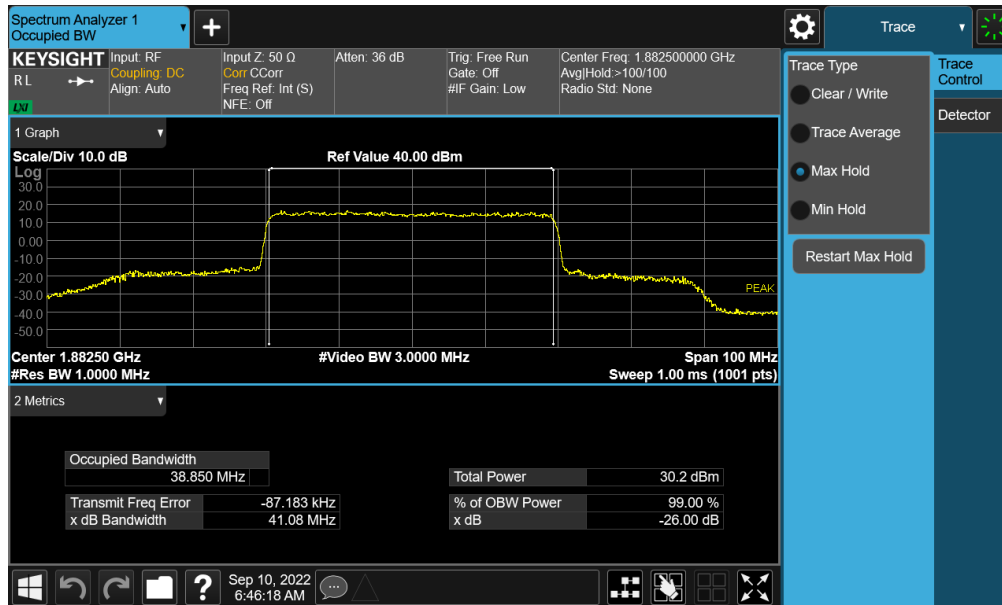 Spectrum Analyzer 1
Occupied BW
+
Trace
KEYSIGHT
R L
LXI
Input: RF
Coupling: DC
Align: Auto
Input Z: 50 Ω
Corr CCorr
Freq Ref: Int (S)
NFE: Off
Atten: 36 dB
Trig: Free Run
Gate: Off
#IF Gain: Low
Center Freq: 1.882500000 GHz
Avg|Hold:>100/100
Radio Std: None
Trace Type
Clear / Write
Trace Average
Max Hold
Min Hold
Restart Max Hold
Trace
Control
Detector
1 Graph
Scale/Div 10.0 dB
Ref Value 40.00 dBm
Log
30.0
20.0
10.0
0.00
-10.0
-20.0
-30.0
-40.0
-50.0
PEAK
Center 1.88250 GHz
#Video BW 3.0000 MHz
Span 100 MHz
#Res BW 1.0000 MHz
Sweep 1.00 ms (1001 pts)
2 Metrics
Occupied Bandwidth
38.850 MHz
Total Power 30.2 dBm
Transmit Freq Error -87.183 kHz
% of OBW Power 99.00 %
x dB Bandwidth 41.08 MHz
x dB -26.00 dB
?
Sep 10, 2022
6:46:18 AM